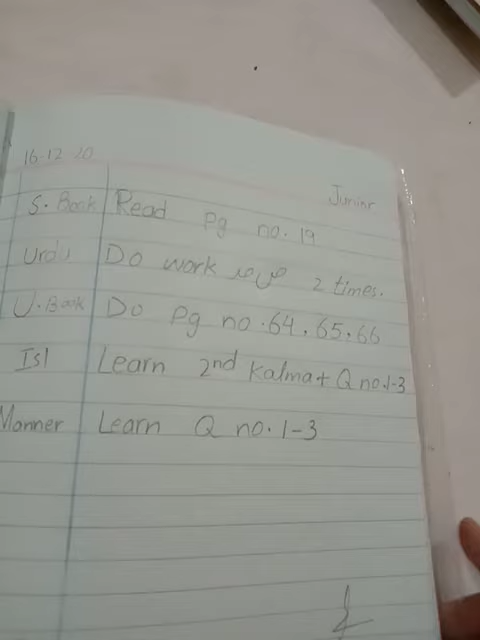 16.12 20
Junior
S. Book Read Pg no. 19
Urdu Do work ص ض 2 times.
U. Book Do Pg no. 64, 65, 66
Isl Learn 2nd Kalma + Q no. 1-3
Manner Learn Q no. 1-3